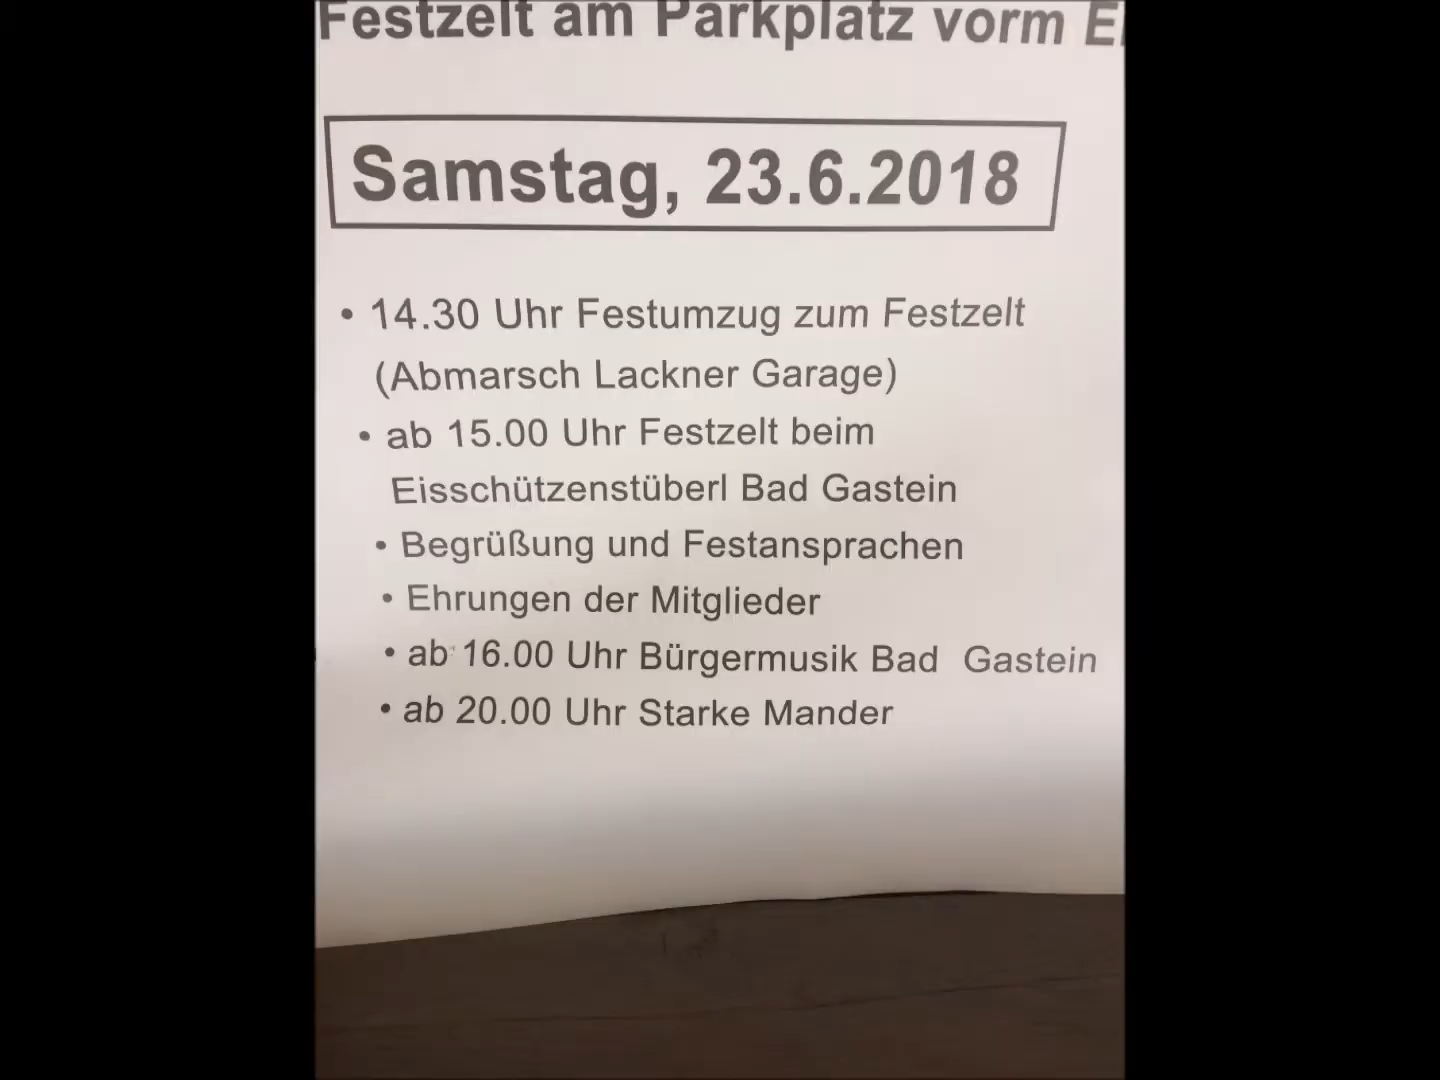 Festzelt am Parkplatz vorm
Samstag, 23.6.2018
• 14.30 Uhr Festumzug zum Festzelt
(Abmarsch Lackner Garage)
• ab 15.00 Uhr Festzelt beim
Eisschützenstüberl Bad Gastein
• Begrüßung und Festansprachen
• Ehrungen der Mitglieder
• ab 16.00 Uhr Bürgermusik Bad Gastein
• ab 20.00 Uhr Starke Mander